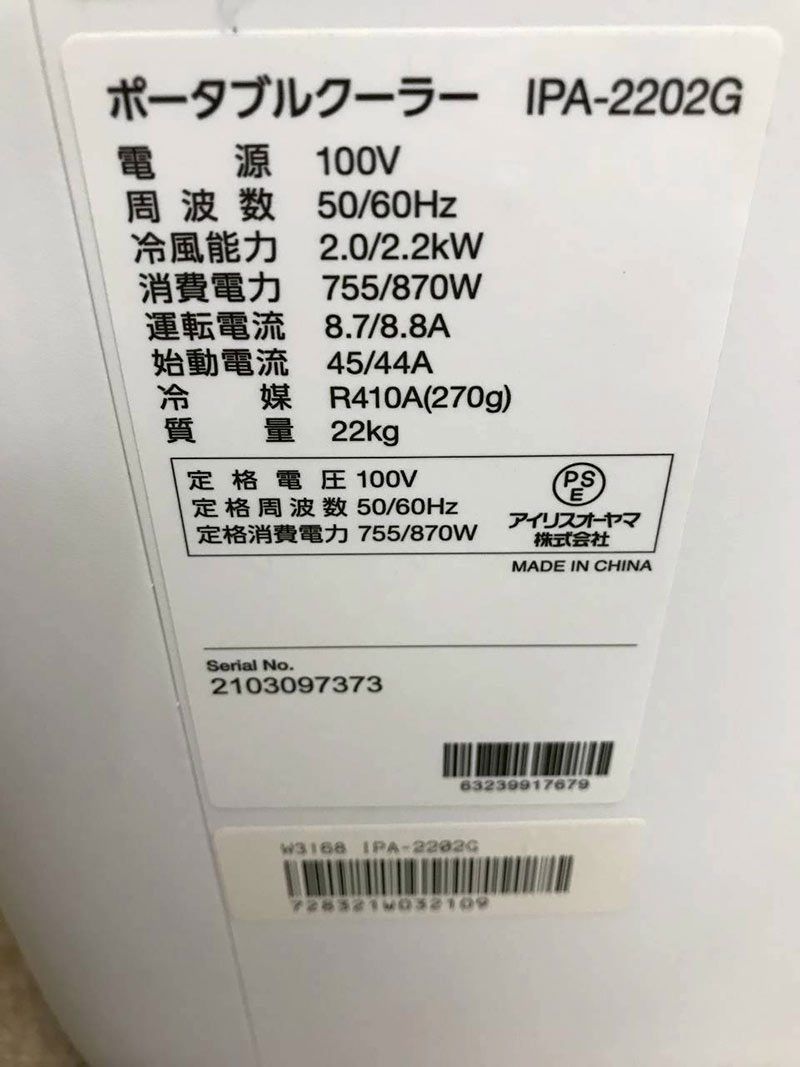 ポータブルクーラー IPA-2202G
電源 100V
周波数 50/60Hz
冷風能力 2.0/2.2kW
消費電力 755/870W
運転電流 8.7/8.8A
始動電流 45/44A
冷媒 R410A(270g)
質量 22kg
定格電圧 100V
定格周波数 50/60Hz
定格消費電力 755/870W
PS
E
アイリスオーヤマ
株式会社
MADE IN CHINA
Serial No.
2103097373
63239917679
W3168 IPA-2202G
728321W032109